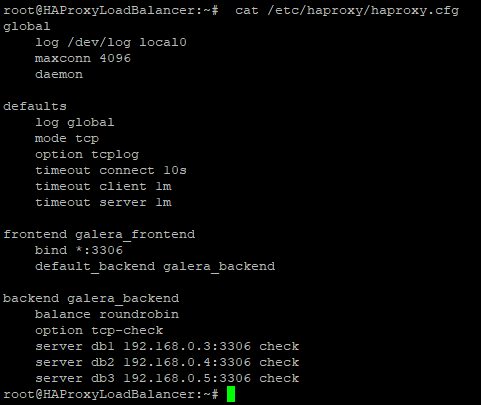 root@HAProxyLoadBalancer:~#  cat /etc/haproxy/haproxy.cfg
global
    log /dev/log local0
    maxconn 4096
    daemon

defaults
    log global
    mode tcp
    option tcplog
    timeout connect 10s
    timeout client 1m
    timeout server 1m

frontend galera_frontend
    bind *:3306
    default_backend galera_backend

backend galera_backend
    balance roundrobin
    option tcp-check
    server db1 192.168.0.3:3306 check
    server db2 192.168.0.4:3306 check
    server db3 192.168.0.5:3306 check
root@HAProxyLoadBalancer:~#